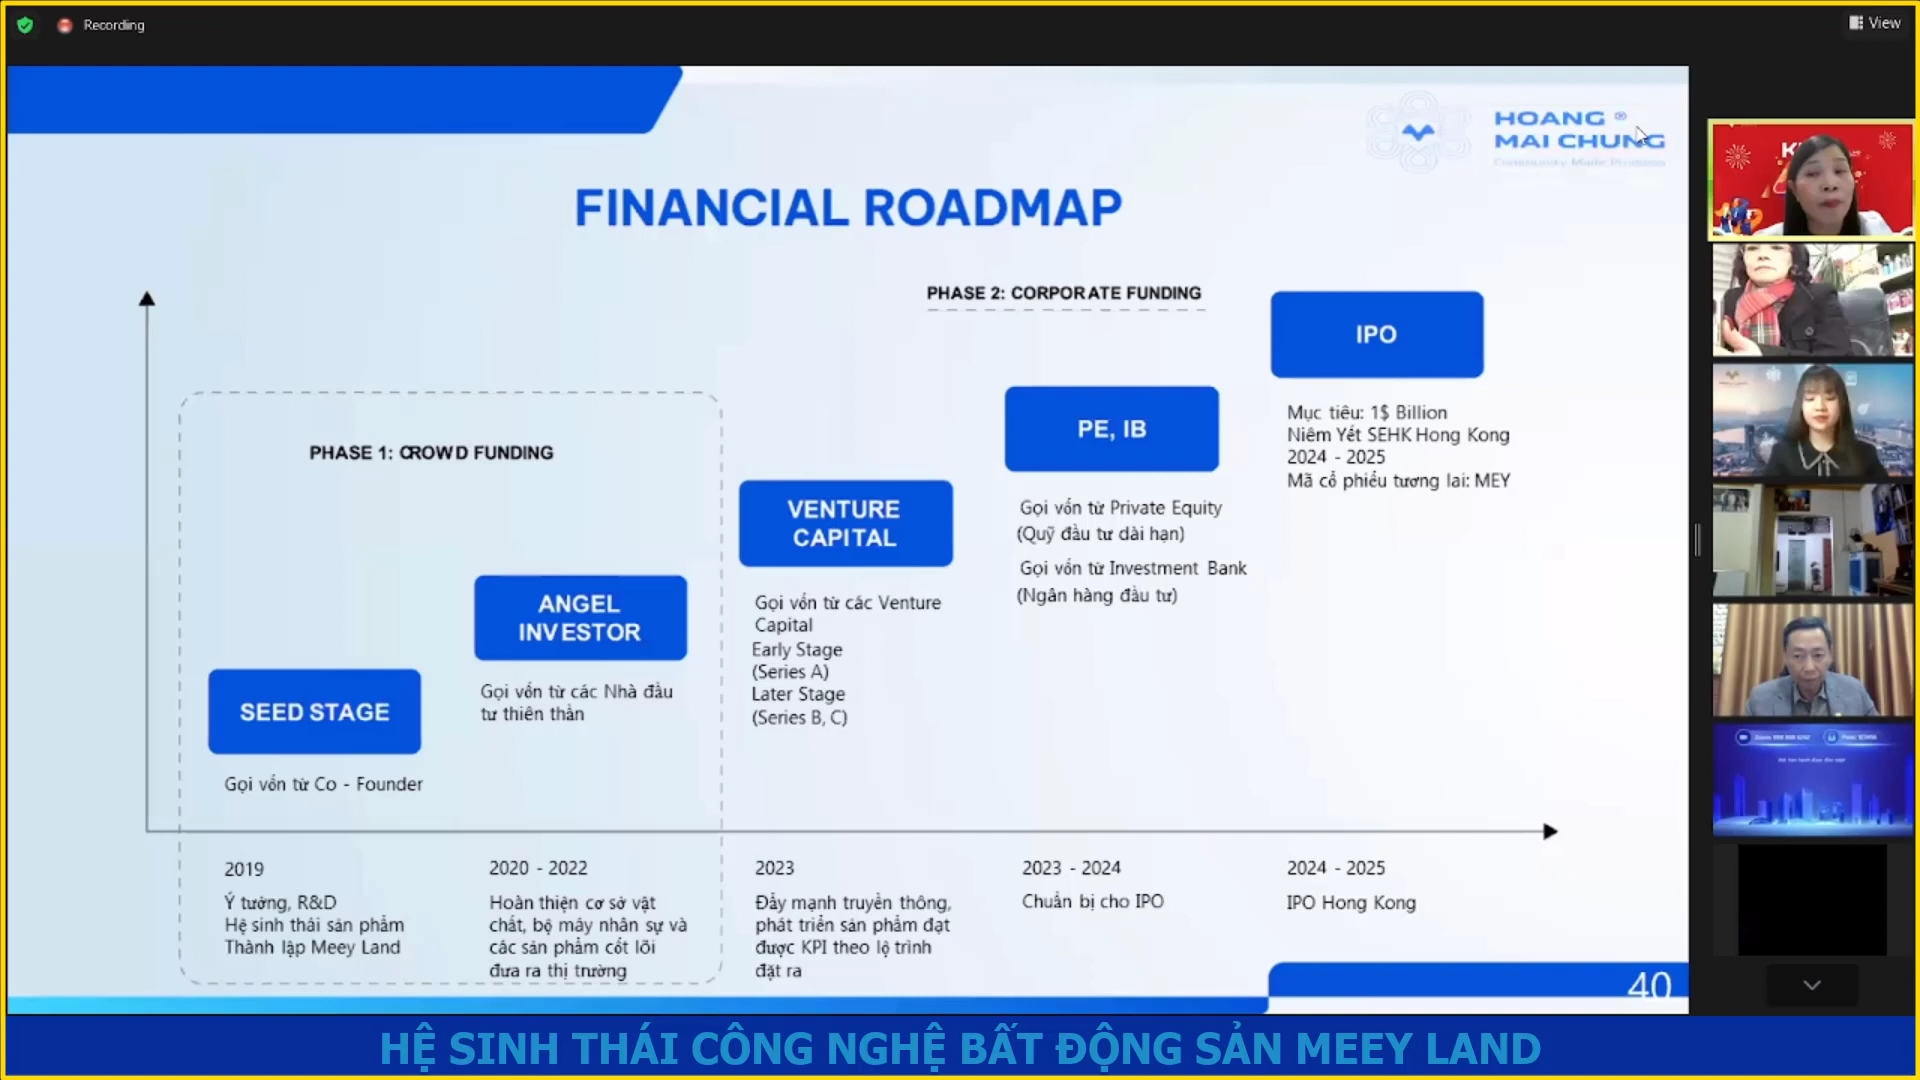 Recording
View
HOANG ®
MAI CHUNG
FINANCIAL ROADMAP
PHASE 2: CORPORATE FUNDING
IPO
Mục tiêu: 1$ Billion
Niêm Yết SEHK Hong Kong
2024 - 2025
Mã cổ phiếu tương lai: MEY
PE, IB
Gọi vốn từ Private Equity
(Quỹ đầu tư dài hạn)
Gọi vốn từ Investment Bank
(Ngân hàng đầu tư)
PHASE 1: CROWD FUNDING
VENTURE
CAPITAL
Gọi vốn từ các Venture
Capital
Early Stage
(Series A)
Later Stage
(Series B, C)
ANGEL
INVESTOR
Gọi vốn từ các Nhà đầu
tư thiên thần
SEED STAGE
Gọi vốn từ Co - Founder
2019
Ý tưởng, R&D
Hệ sinh thái sản phẩm
Thành lập Meey Land
2020 - 2022
Hoàn thiện cơ sở vật
chất, bộ máy nhân sự và
các sản phẩm cốt lõi
đưa ra thị trường
2023
Đẩy mạnh truyền thông,
phát triển sản phẩm đạt
được KPI theo lộ trình
đặt ra
2023 - 2024
Chuẩn bị cho IPO
2024 - 2025
IPO Hong Kong
40
HỆ SINH THÁI CÔNG NGHỆ BẤT ĐỘNG SẢN MEEY LAND